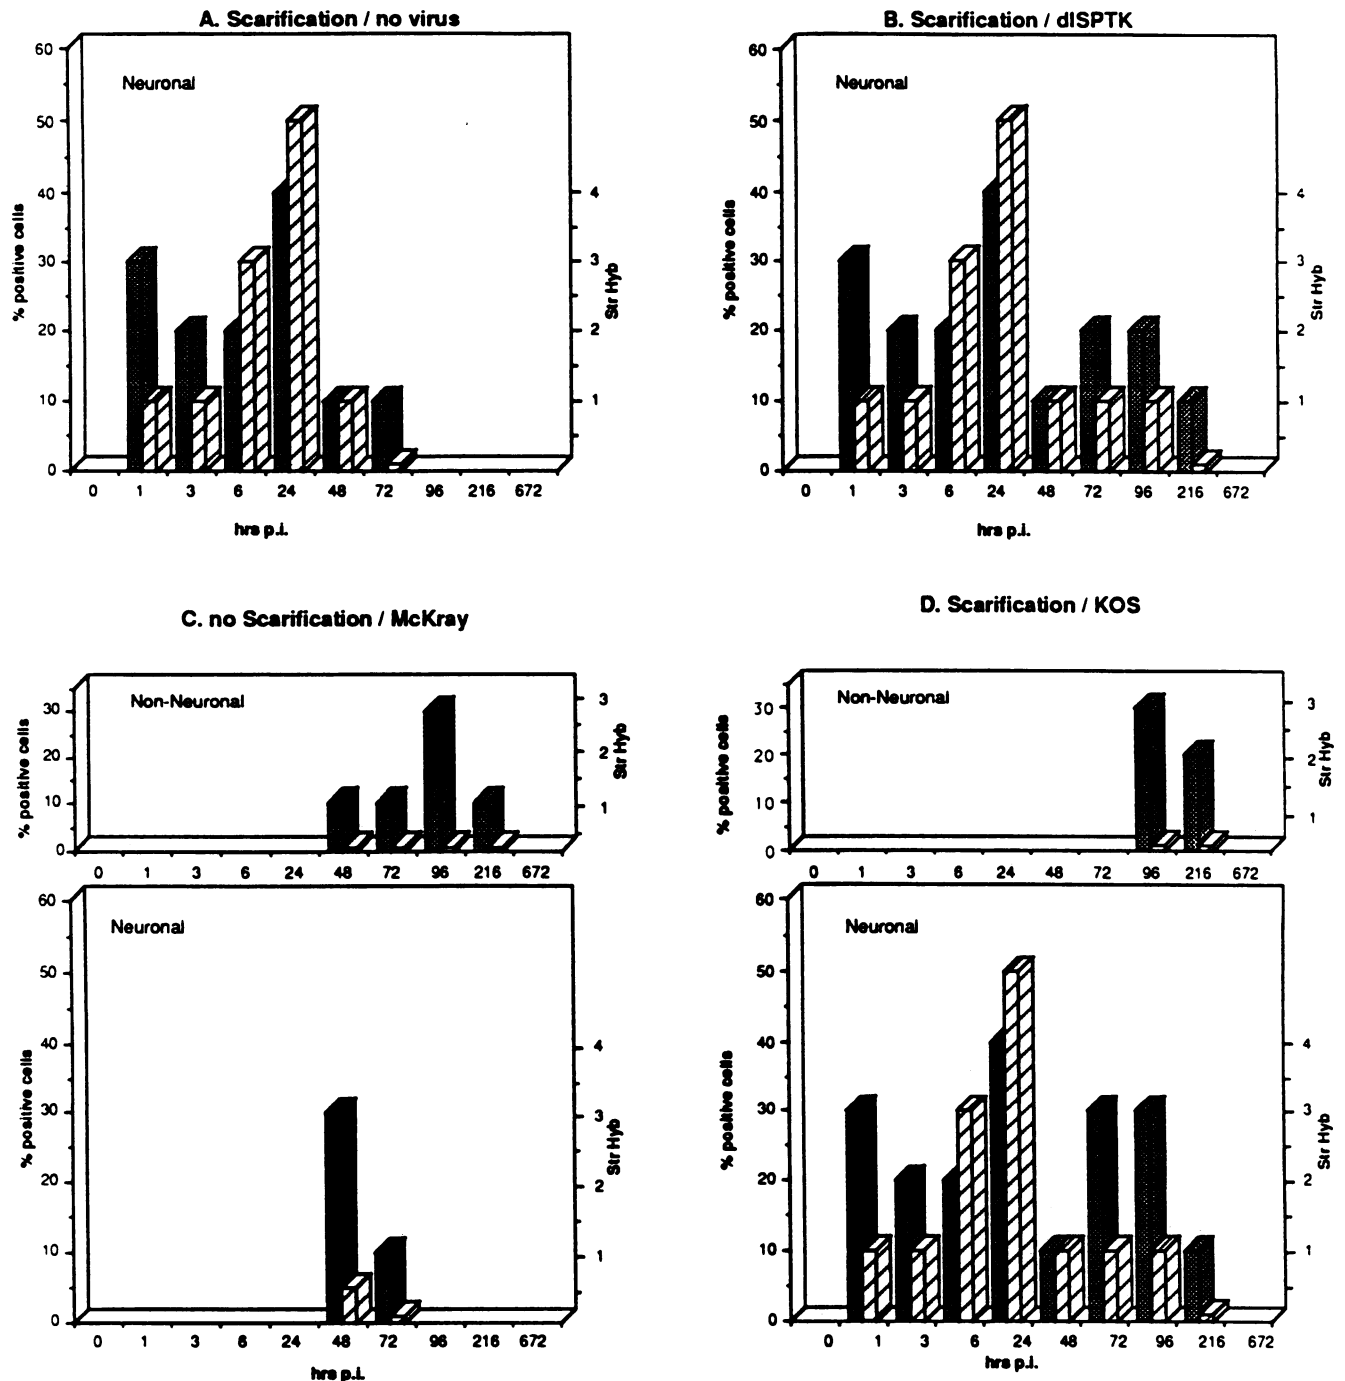 A. Scarification / no virus
B. Scarification / dlSPTK
60
50
40
30
20
10
0
% positive cells
Neuronal
4
3
2
1
Str Hyb
0 1 3 6 24 48 72 96 216 672
hrs p.i.
60
50
40
30
20
10
0
% positive cells
Neuronal
4
3
2
1
Str Hyb
0 1 3 6 24 48 72 96 216 672
hrs p.i.
C. no Scarification / McKray
30
20
10
0
% positive cells
Non-Neuronal
3
2
1
Str Hyb
0 1 3 6 24 48 72 96 216 672
60
50
40
30
20
10
0
% positive cells
Neuronal
4
3
2
1
Str Hyb
0 1 3 6 24 48 72 96 216 672
hrs p.i.
D. Scarification / KOS
30
20
10
0
% positive cells
Non-Neuronal
3
2
1
Str Hyb
0 1 3 6 24 48 72 96 216 672
60
50
40
30
20
10
0
% positive cells
Neuronal
4
3
2
1
Str Hyb
0 1 3 6 24 48 72 96 216 672
hrs p.i.